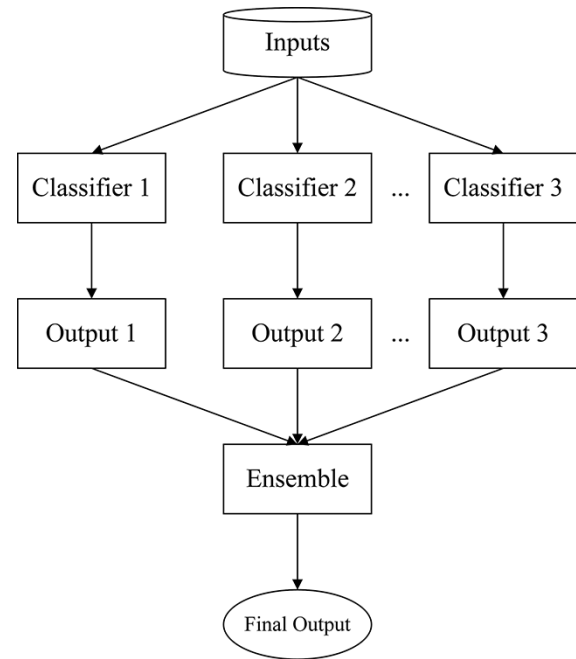 Inputs
Classifier 1
Classifier 2
...
Classifier 3
Output 1
Output 2
...
Output 3
Ensemble
Final Output